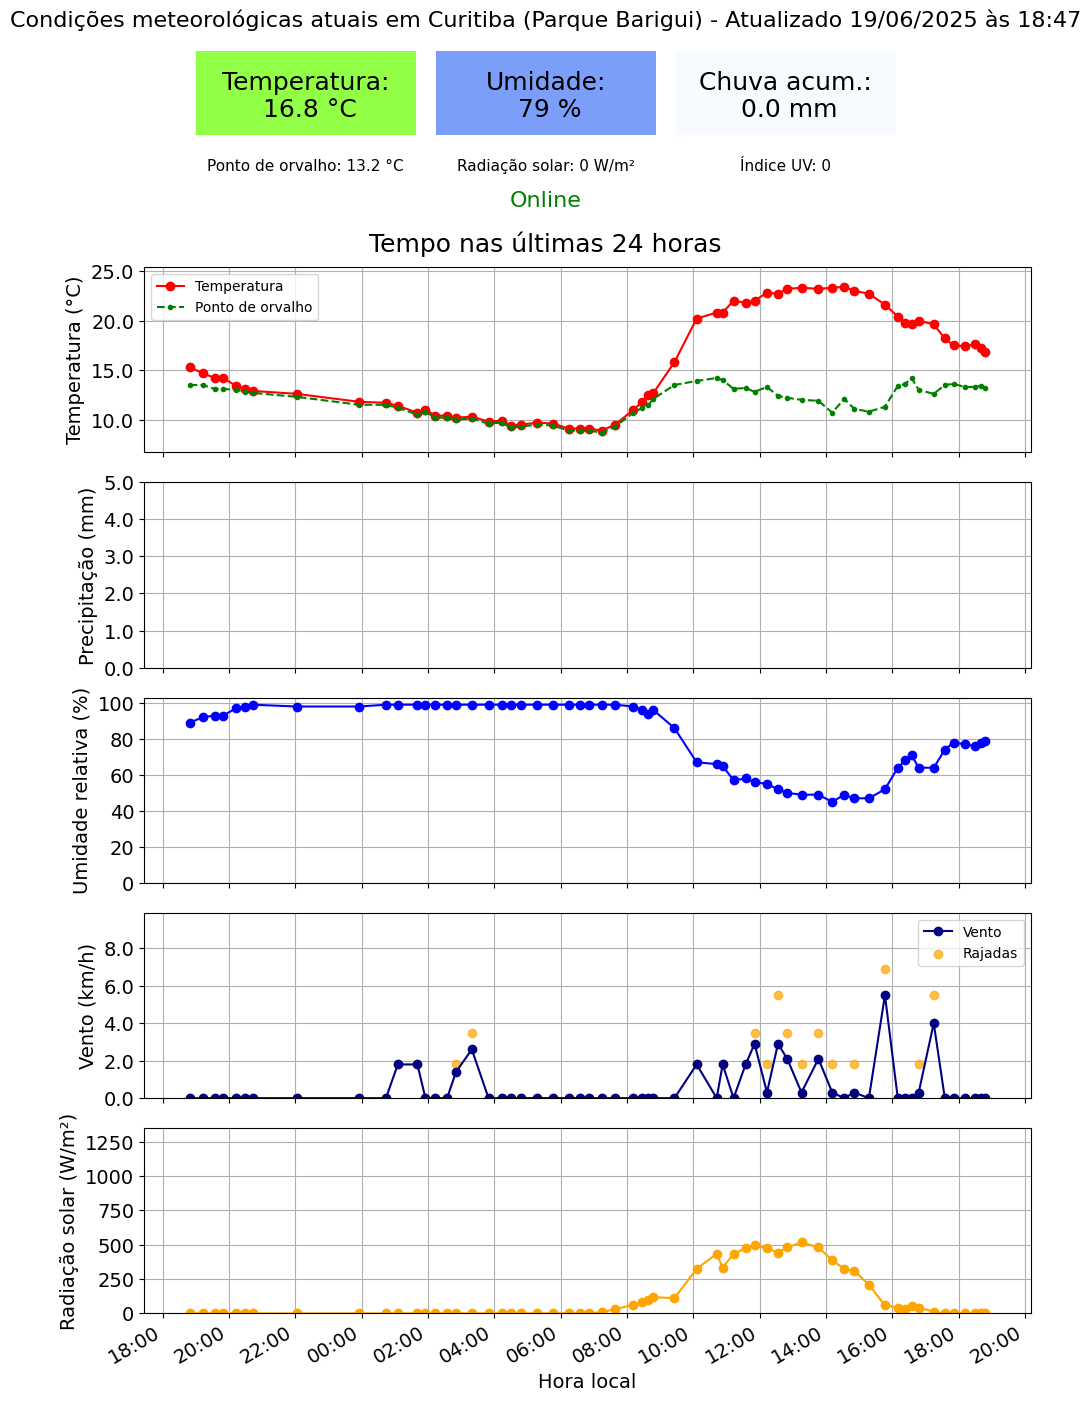 Condições meteorológicas atuais em Curitiba (Parque Barigui) - Atualizado 19/06/2025 às 18:47
Temperatura:
16.8 °C
Umidade:
79 %
Chuva acum.:
0.0 mm
Ponto de orvalho: 13.2 °C
Radiação solar: 0 W/m²
Índice UV: 0
Online
Tempo nas últimas 24 horas
Temperatura (°C)
25.0
20.0
15.0
10.0
Temperatura
Ponto de orvalho
Precipitação (mm)
5.0
4.0
3.0
2.0
1.0
0.0
Umidade relativa (%)
100
80
60
40
20
0
Vento (km/h)
8.0
6.0
4.0
2.0
0.0
Vento
Rajadas
Radiação solar (W/m²)
1250
1000
750
500
250
0
18:00
20:00
22:00
00:00
02:00
04:00
06:00
08:00
10:00
12:00
14:00
16:00
18:00
20:00
Hora local